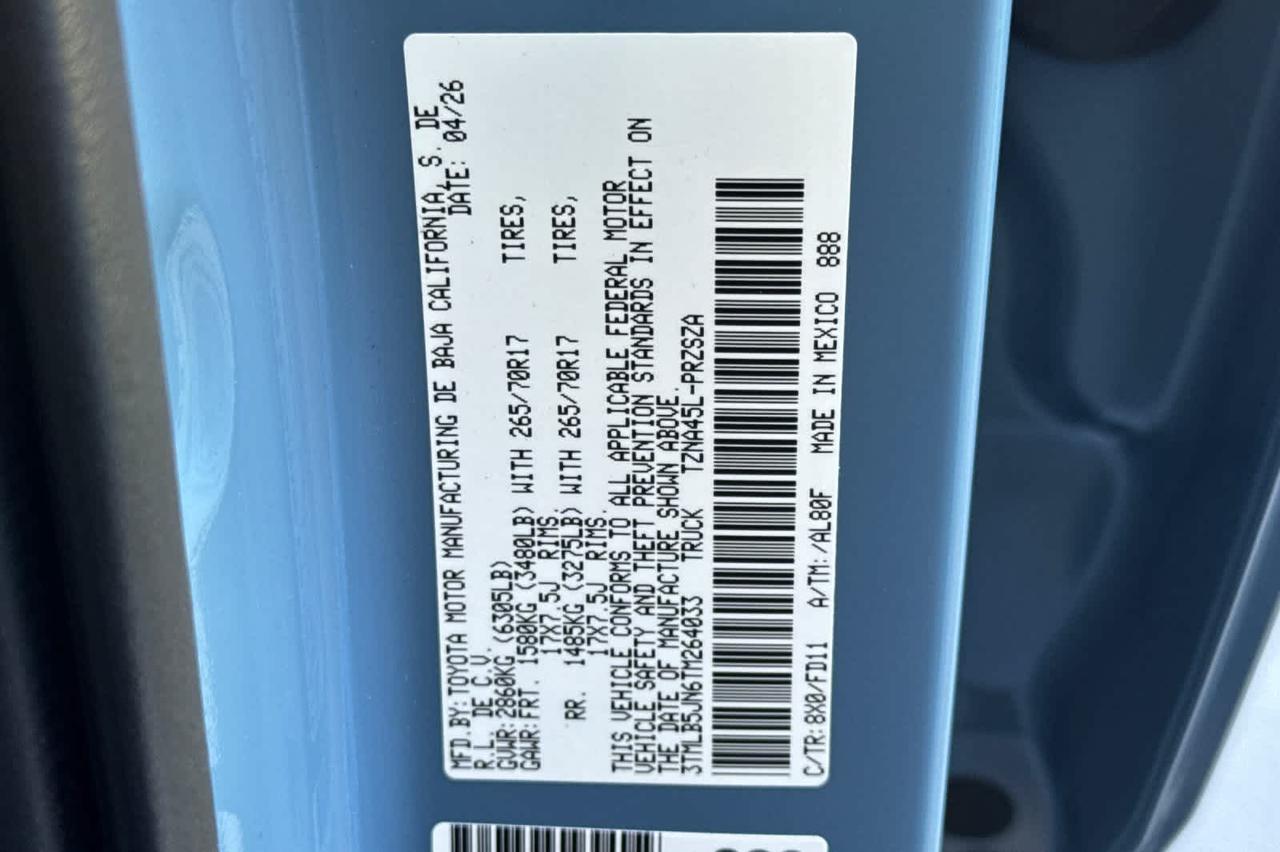 MFD.BY:TOYOTA MOTOR MANUFACTURING DE BAJA CALIFORNIA, S. DE
R.L. DE C.V. DATE: 04/26
GVWR:2860KG (6305LB)
GAWR:FRT. 1580KG (3480LB) WITH 265/70R17 TIRES,
17X7.5J RIMS.
RR. 1485KG (3275LB) WITH 265/70R17 TIRES,
17X7.5J RIMS.
THIS VEHICLE CONFORMS TO ALL APPLICABLE FEDERAL MOTOR
VEHICLE SAFETY AND THEFT PREVENTION STANDARDS IN EFFECT ON
THE DATE OF MANUFACTURE SHOWN ABOVE.
3TMLB5JN6TM264033 TRUCK TZNA45L-PRZSZA
C/TR:8X0/FD11 A/TM:/AL80F MADE IN MEXICO 888